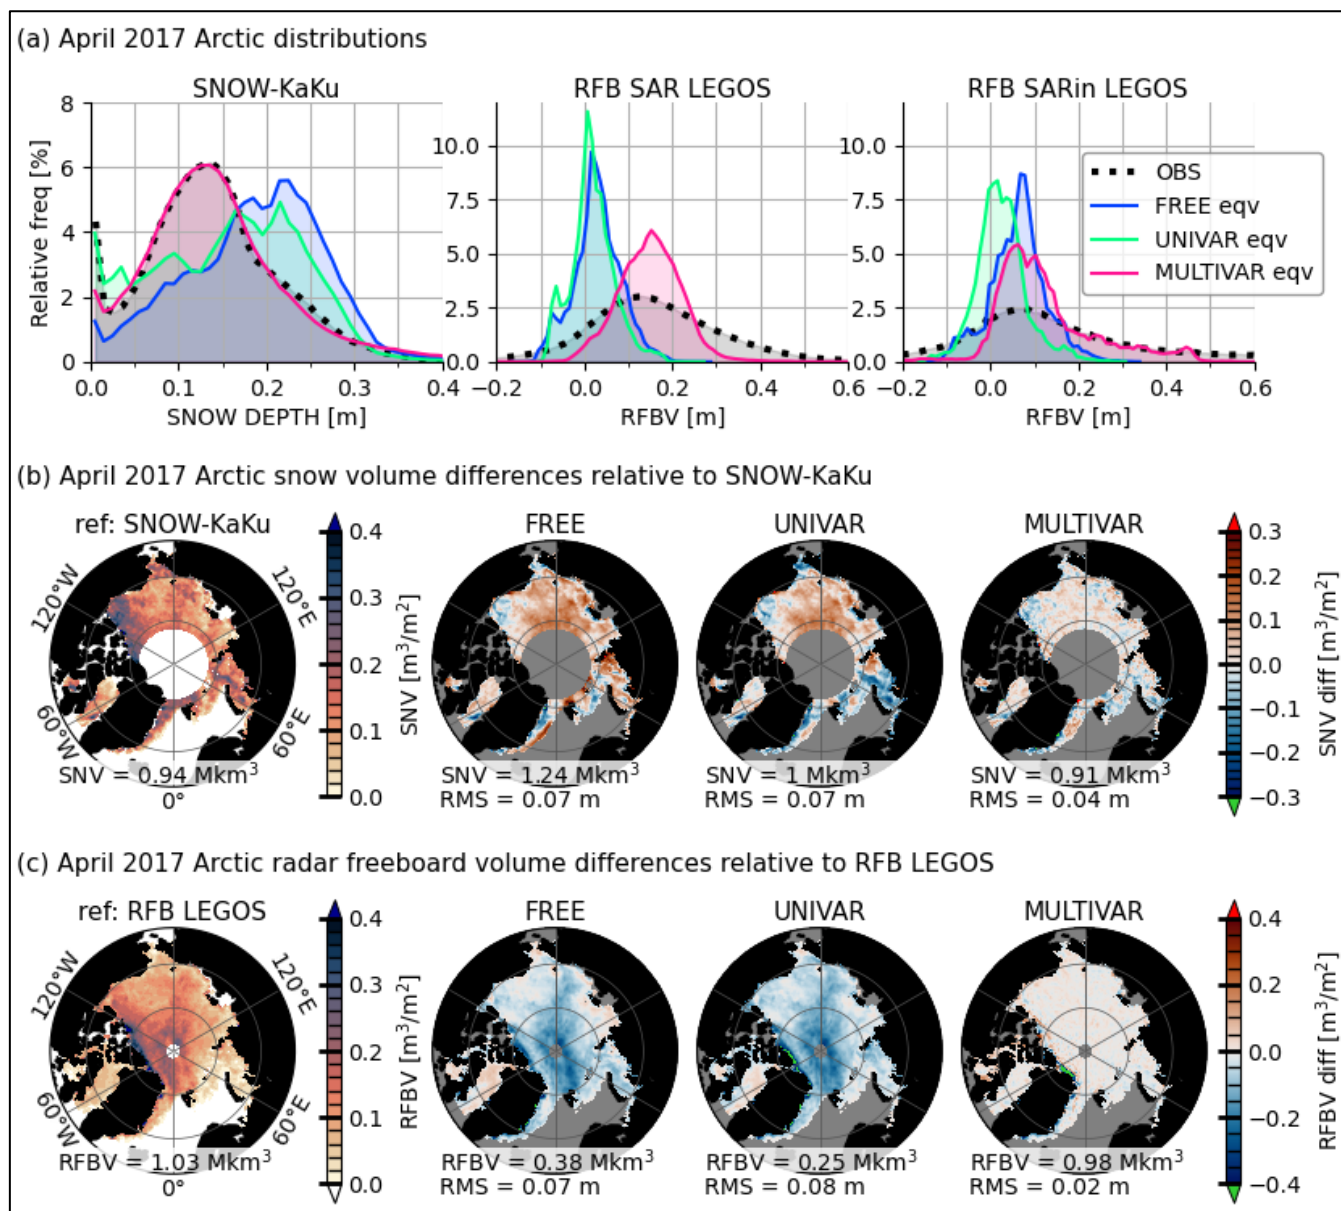 (a) April 2017 Arctic distributions
SNOW-KaKu
RFB SAR LEGOS
RFB SARin LEGOS
Relative freq [%]
8
6
4
2
0
0.0 0.1 0.2 0.3 0.4
SNOW DEPTH [m]
10.0
7.5
5.0
2.5
0.0
−0.2 0.0 0.2 0.4 0.6
RFBV [m]
10.0
7.5
5.0
2.5
0.0
−0.2 0.0 0.2 0.4 0.6
RFBV [m]
OBS
FREE eqv
UNIVAR eqv
MULTIVAR eqv
(b) April 2017 Arctic snow volume differences relative to SNOW-KaKu
ref: SNOW-KaKu
FREE
UNIVAR
MULTIVAR
120°W
120°E
60°W
60°E
0°
SNV = 0.94 Mkm³
0.4
0.3
0.2
0.1
0.0
SNV [m³/m²]
SNV = 1.24 Mkm³
RMS = 0.07 m
SNV = 1 Mkm³
RMS = 0.07 m
SNV = 0.91 Mkm³
RMS = 0.04 m
0.3
0.2
0.1
0.0
−0.1
−0.2
−0.3
SNV diff [m³/m²]
(c) April 2017 Arctic radar freeboard volume differences relative to RFB LEGOS
ref: RFB LEGOS
FREE
UNIVAR
MULTIVAR
120°W
120°E
60°W
60°E
RFBV = 1.03 Mkm³
0°
0.4
0.3
0.2
0.1
0.0
RFBV [m³/m²]
RFBV = 0.38 Mkm³
RMS = 0.07 m
RFBV = 0.25 Mkm³
RMS = 0.08 m
RFBV = 0.98 Mkm³
RMS = 0.02 m
0.4
0.2
0.0
−0.2
−0.4
RFBV diff [m³/m²]